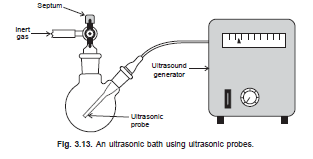 Septum
Inert
gas
Ultrasound
generator
Ultrasonic
probe
Fig. 3.13. An ultrasonic bath using ultrasonic probes.